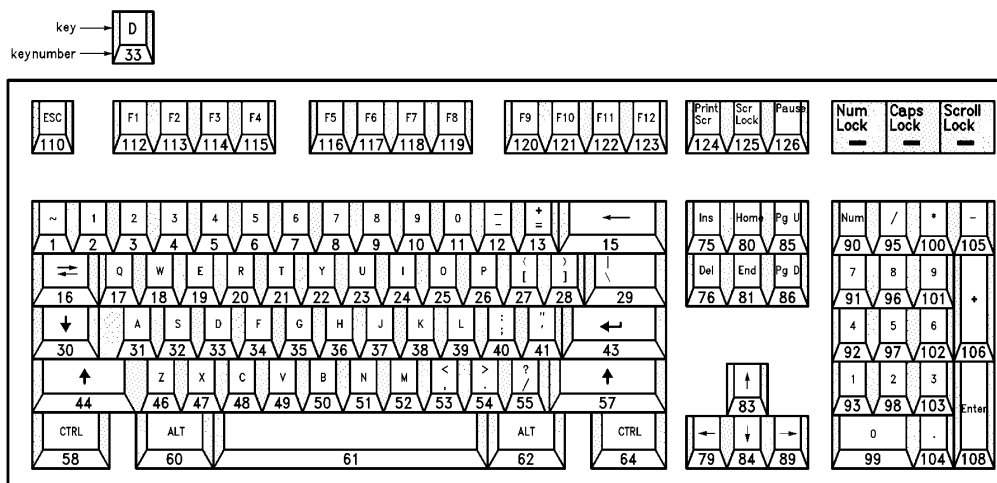 key → D
keynumber → 33
ESC F1 F2 F3 F4 F5 F6 F7 F8 F9 F10 F11 F12 Print Scr Scr Lock Pause Num Lock Caps Lock Scroll Lock
110 112 113 114 115 116 117 118 119 120 121 122 123 124 125 126
~ 1 2 3 4 5 6 7 8 9 0 — - + = ← Ins Home Pg U Num / * -
1 2 3 4 5 6 7 8 9 10 11 12 13 15 75 80 85 90 95 100 105
⇄ Q W E R T Y U I O P { [ } ] | \ Del End Pg D 7 8 9 +
16 17 18 19 20 21 22 23 24 25 26 27 28 29 76 81 86 91 96 101
↓ A S D F G H J K L : ; " ' ↵ 4 5 6
30 31 32 33 34 35 36 37 38 39 40 41 43 92 97 102 106
↑ Z X C V B N M < , > . ? / ↑ ↑ 1 2 3 Enter
44 46 47 48 49 50 51 52 53 54 55 57 83 93 98 103
CTRL ALT ALT CTRL ← ↓ → 0 .
58 60 61 62 64 79 84 89 99 104 108